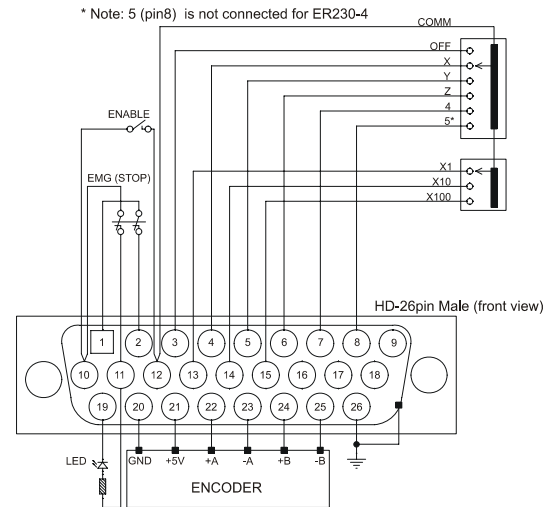 * Note: 5 (pin8) is not connected for ER230-4
COMM
OFF
X
Y
Z
4
5*
ENABLE
EMG (STOP)
X1
X10
X100
HD-26pin Male (front view)
1 2 3 4 5 6 7 8 9
10 11 12 13 14 15 16 17 18
19 20 21 22 23 24 25 26
LED
GND +5V +A -A +B -B
ENCODER